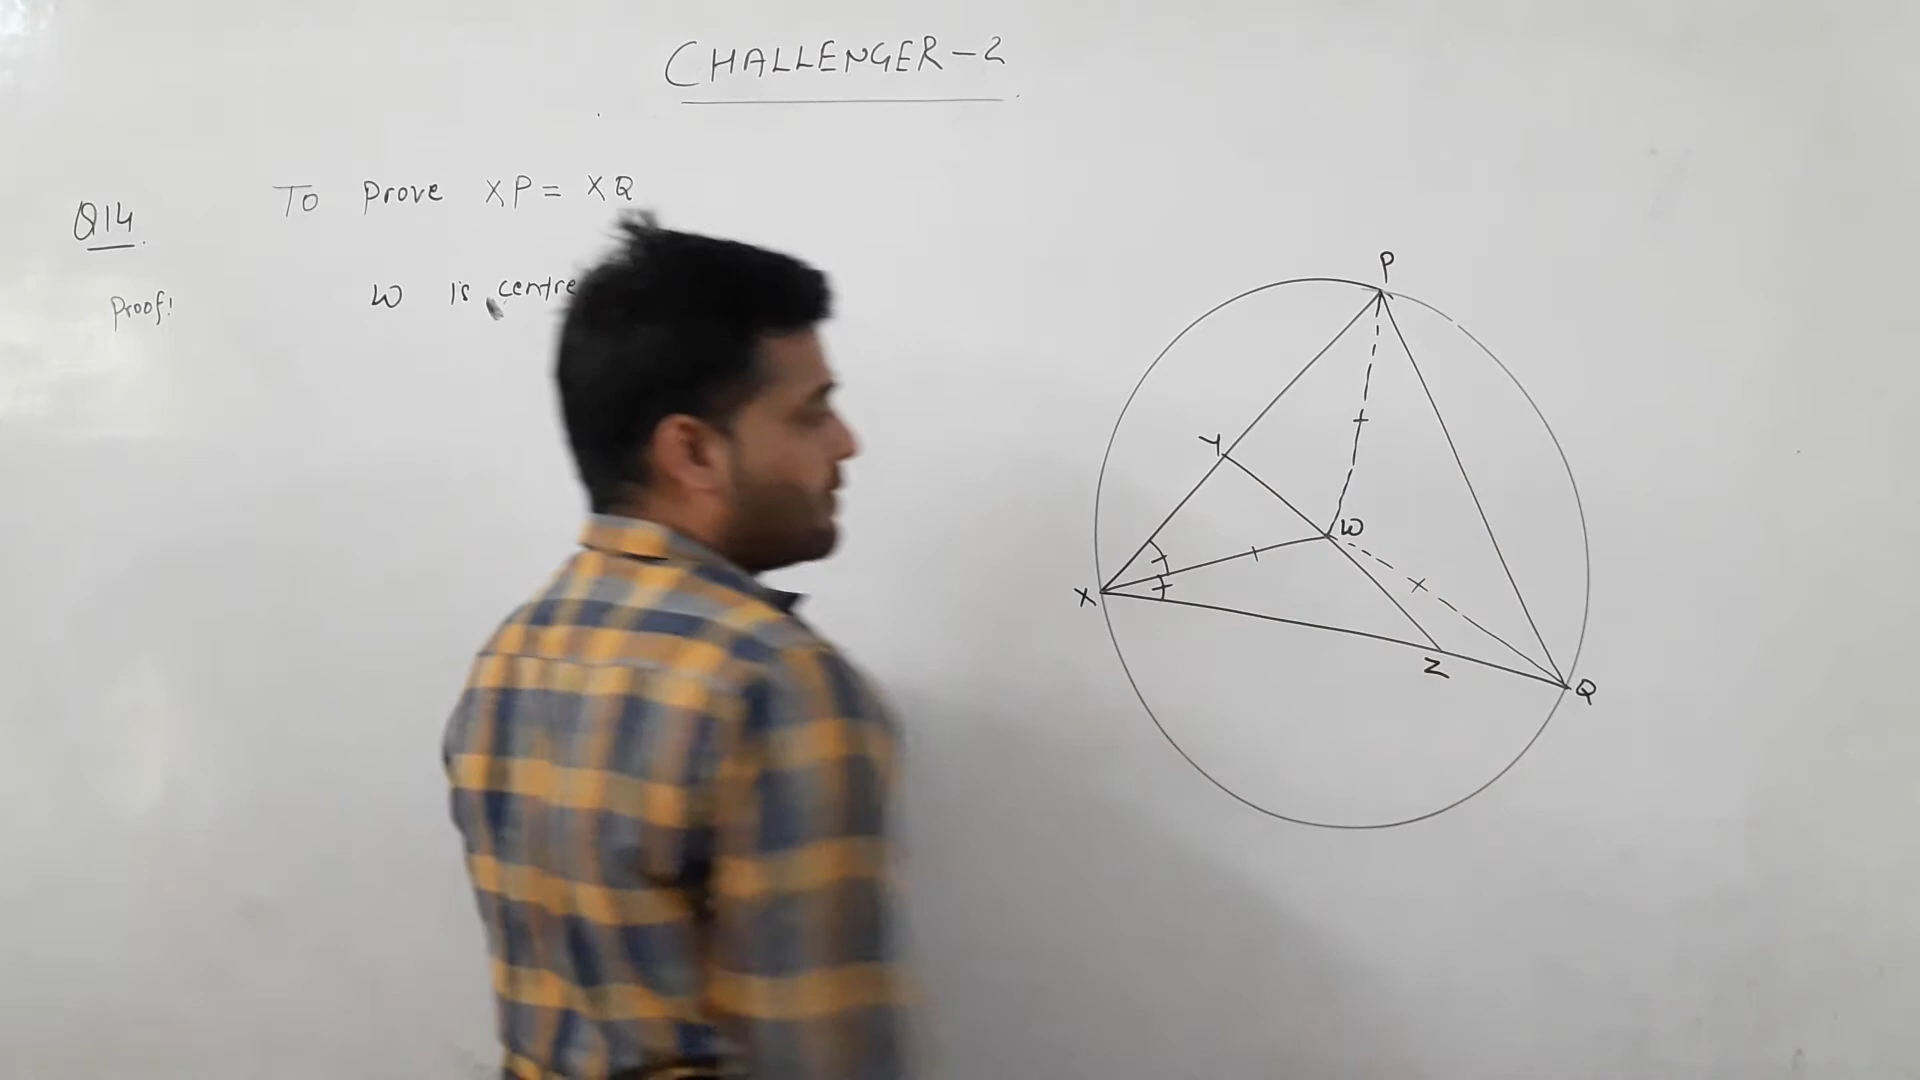 CHALLENGER-2
Q14
To Prove XP = XQ
Proof!
W is centre
P
Y
W
X
Z
Q